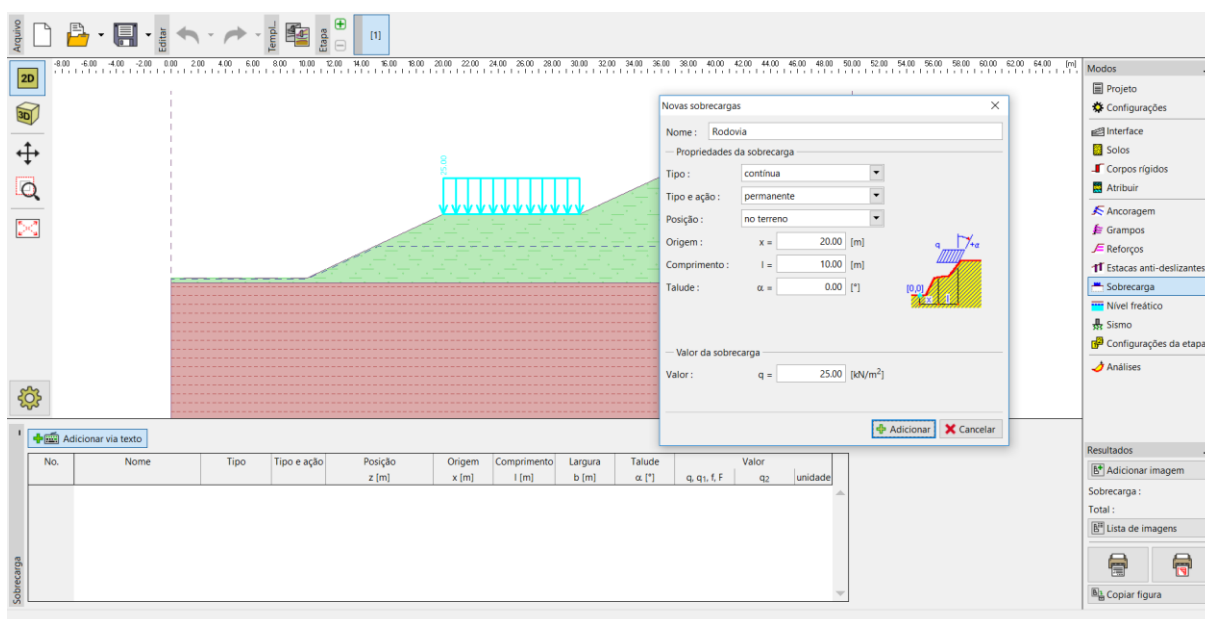 Arquivo
Editar
Templ...
Etapa
[1]
-8.00 -6.00 -4.00 -2.00 0.00 2.00 4.00 6.00 8.00 10.00 12.00 14.00 16.00 18.00 20.00 22.00 24.00 26.00 28.00 30.00 32.00 34.00 36.00 38.00 40.00 42.00 44.00 46.00 48.00 50.00 52.00 54.00 56.00 58.00 60.00 62.00 64.00 [m]
2D
3D
25.00
Novas sobrecargas
Nome : Rodovia
Propriedades da sobrecarga
Tipo : contínua
Tipo e ação : permanente
Posição : no terreno
Origem : x = 20.00 [m]
Comprimento : l = 10.00 [m]
Talude : α = 0.00 [°]
q +α
[0,0] x l
Valor da sobrecarga
Valor : q = 25.00 [kN/m²]
Adicionar Cancelar
Modos
Projeto
Configurações
Interface
Solos
Corpos rígidos
Atribuir
Ancoragem
Grampos
Reforços
Estacas anti-deslizantes
Sobrecarga
Nível freático
Sismo
Configurações da etapa
Análises
Adicionar via texto
No. Nome Tipo Tipo e ação Posição Origem Comprimento Largura Talude Valor
z [m] x [m] l [m] b [m] α [°] q, q1, f, F q2 unidade
Sobrecarga
Resultados
Adicionar imagem
Sobrecarga :
Total :
Lista de imagens
Copiar figura